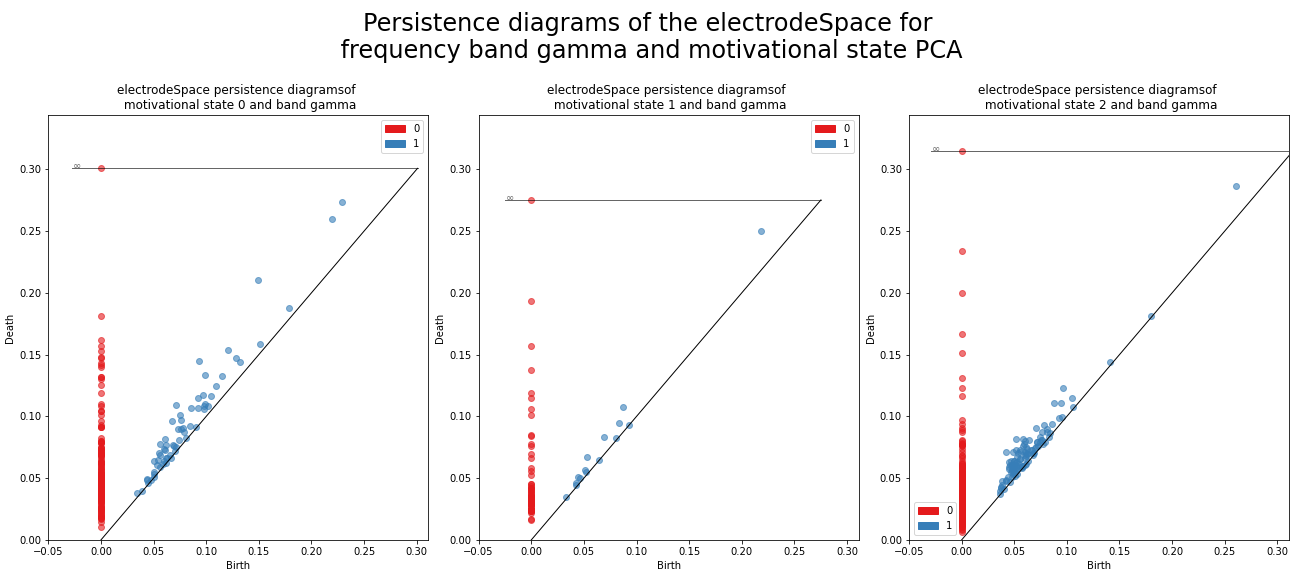 Persistence diagrams of the electrodeSpace for
frequency band gamma and motivational state PCA
electrodeSpace persistence diagramsof
motivational state 0 and band gamma
0
1
∞
0.30
0.25
0.20
0.15
0.10
0.05
0.00
Death
−0.05 0.00 0.05 0.10 0.15 0.20 0.25 0.30
Birth
electrodeSpace persistence diagramsof
motivational state 1 and band gamma
0
1
∞
0.30
0.25
0.20
0.15
0.10
0.05
0.00
Death
−0.05 0.00 0.05 0.10 0.15 0.20 0.25 0.30
Birth
electrodeSpace persistence diagramsof
motivational state 2 and band gamma
∞
0.30
0.25
0.20
0.15
0.10
0.05
0.00
Death
0
1
−0.05 0.00 0.05 0.10 0.15 0.20 0.25 0.30
Birth